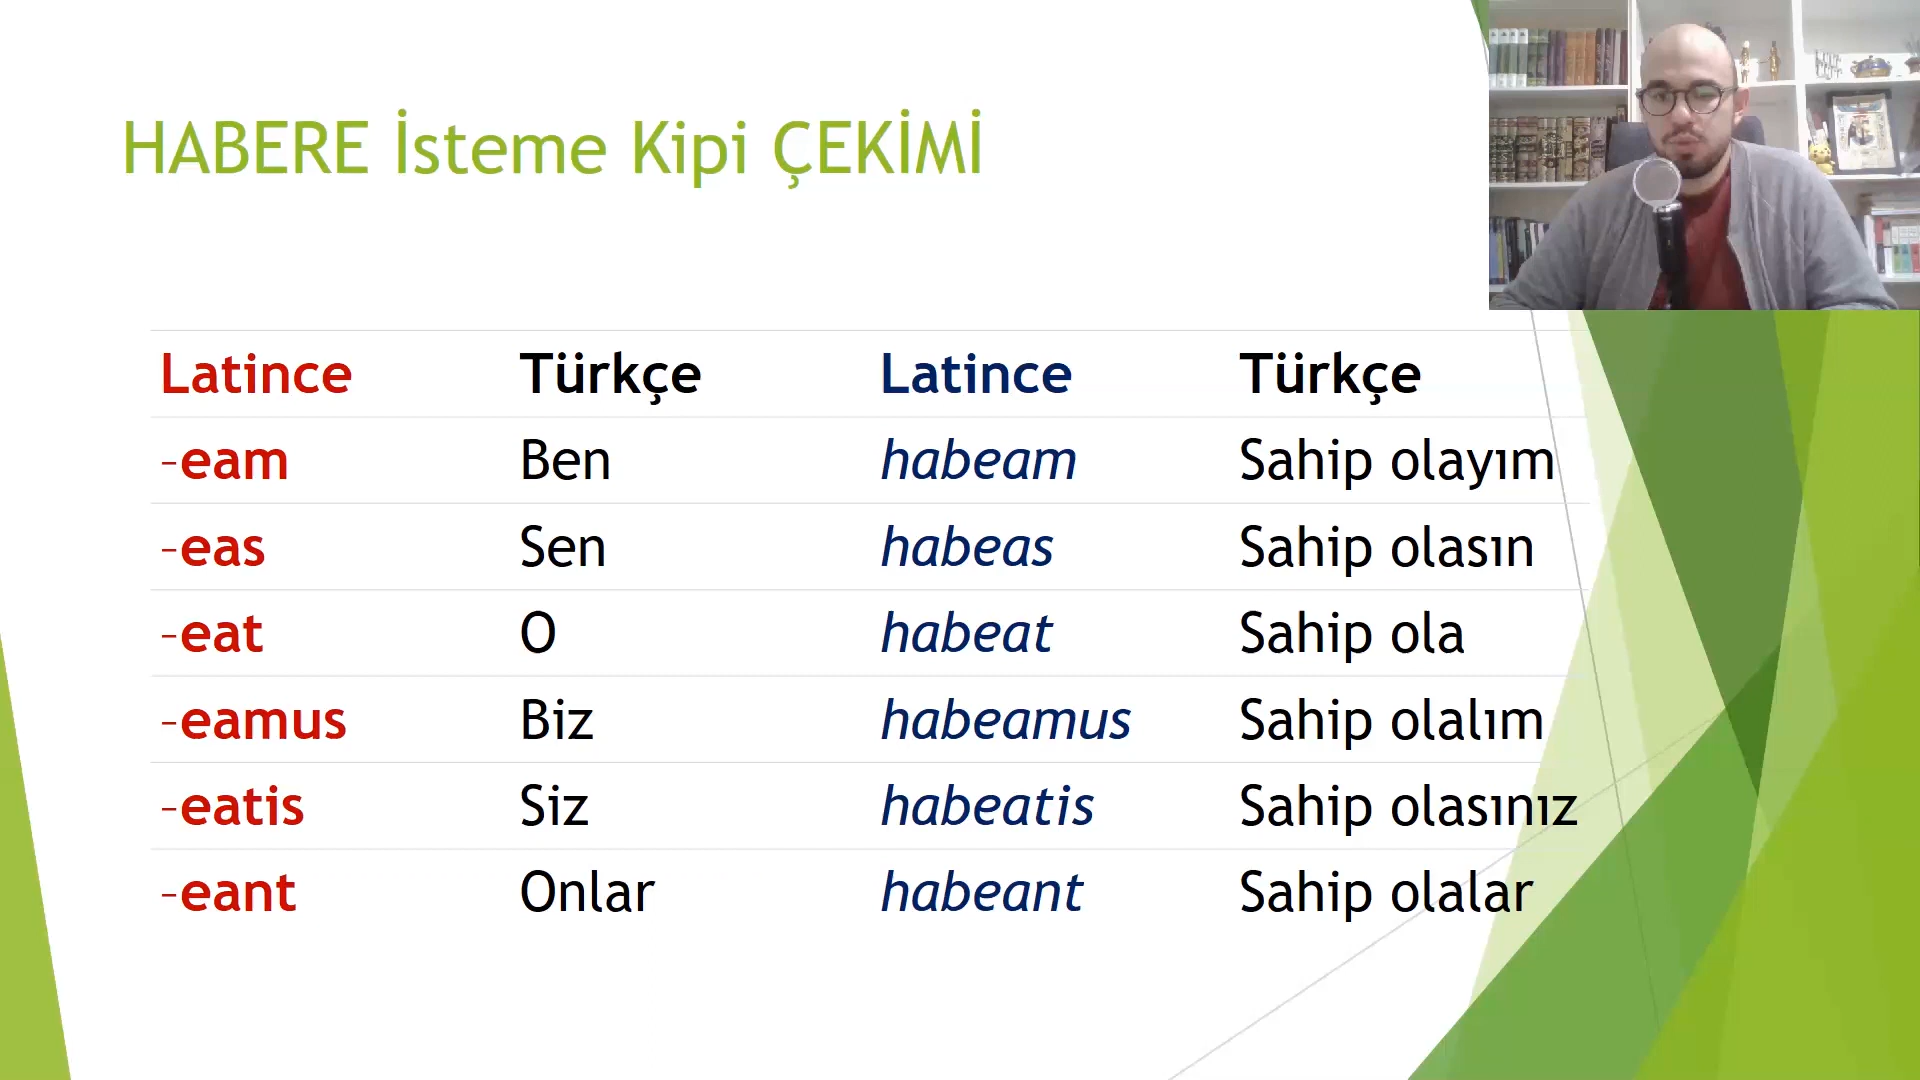 HABERE İsteme Kipi ÇEKİMİ
Latince Türkçe Latince Türkçe
-eam Ben habeam Sahip olayım
-eas Sen habeas Sahip olasın
-eat O habeat Sahip ola
-eamus Biz habeamus Sahip olalım
-eatis Siz habeatis Sahip olasınız
-eant Onlar habeant Sahip olalar